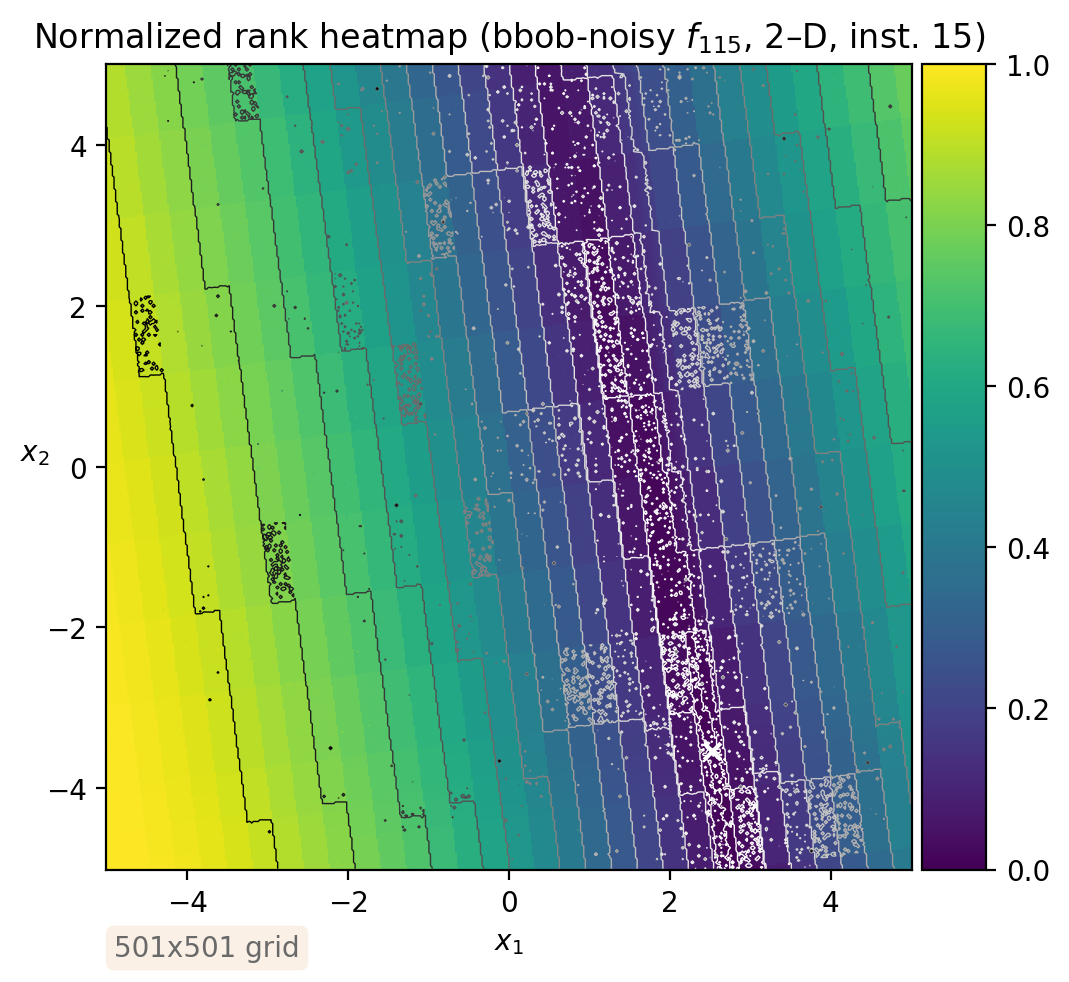 Normalized rank heatmap (bbob-noisy f₁₁₅, 2–D, inst. 15)
1.0
0.8
0.6
0.4
0.2
0.0
4
2
0
−2
−4
x₂
−4 −2 0 2 4
x₁
501x501 grid